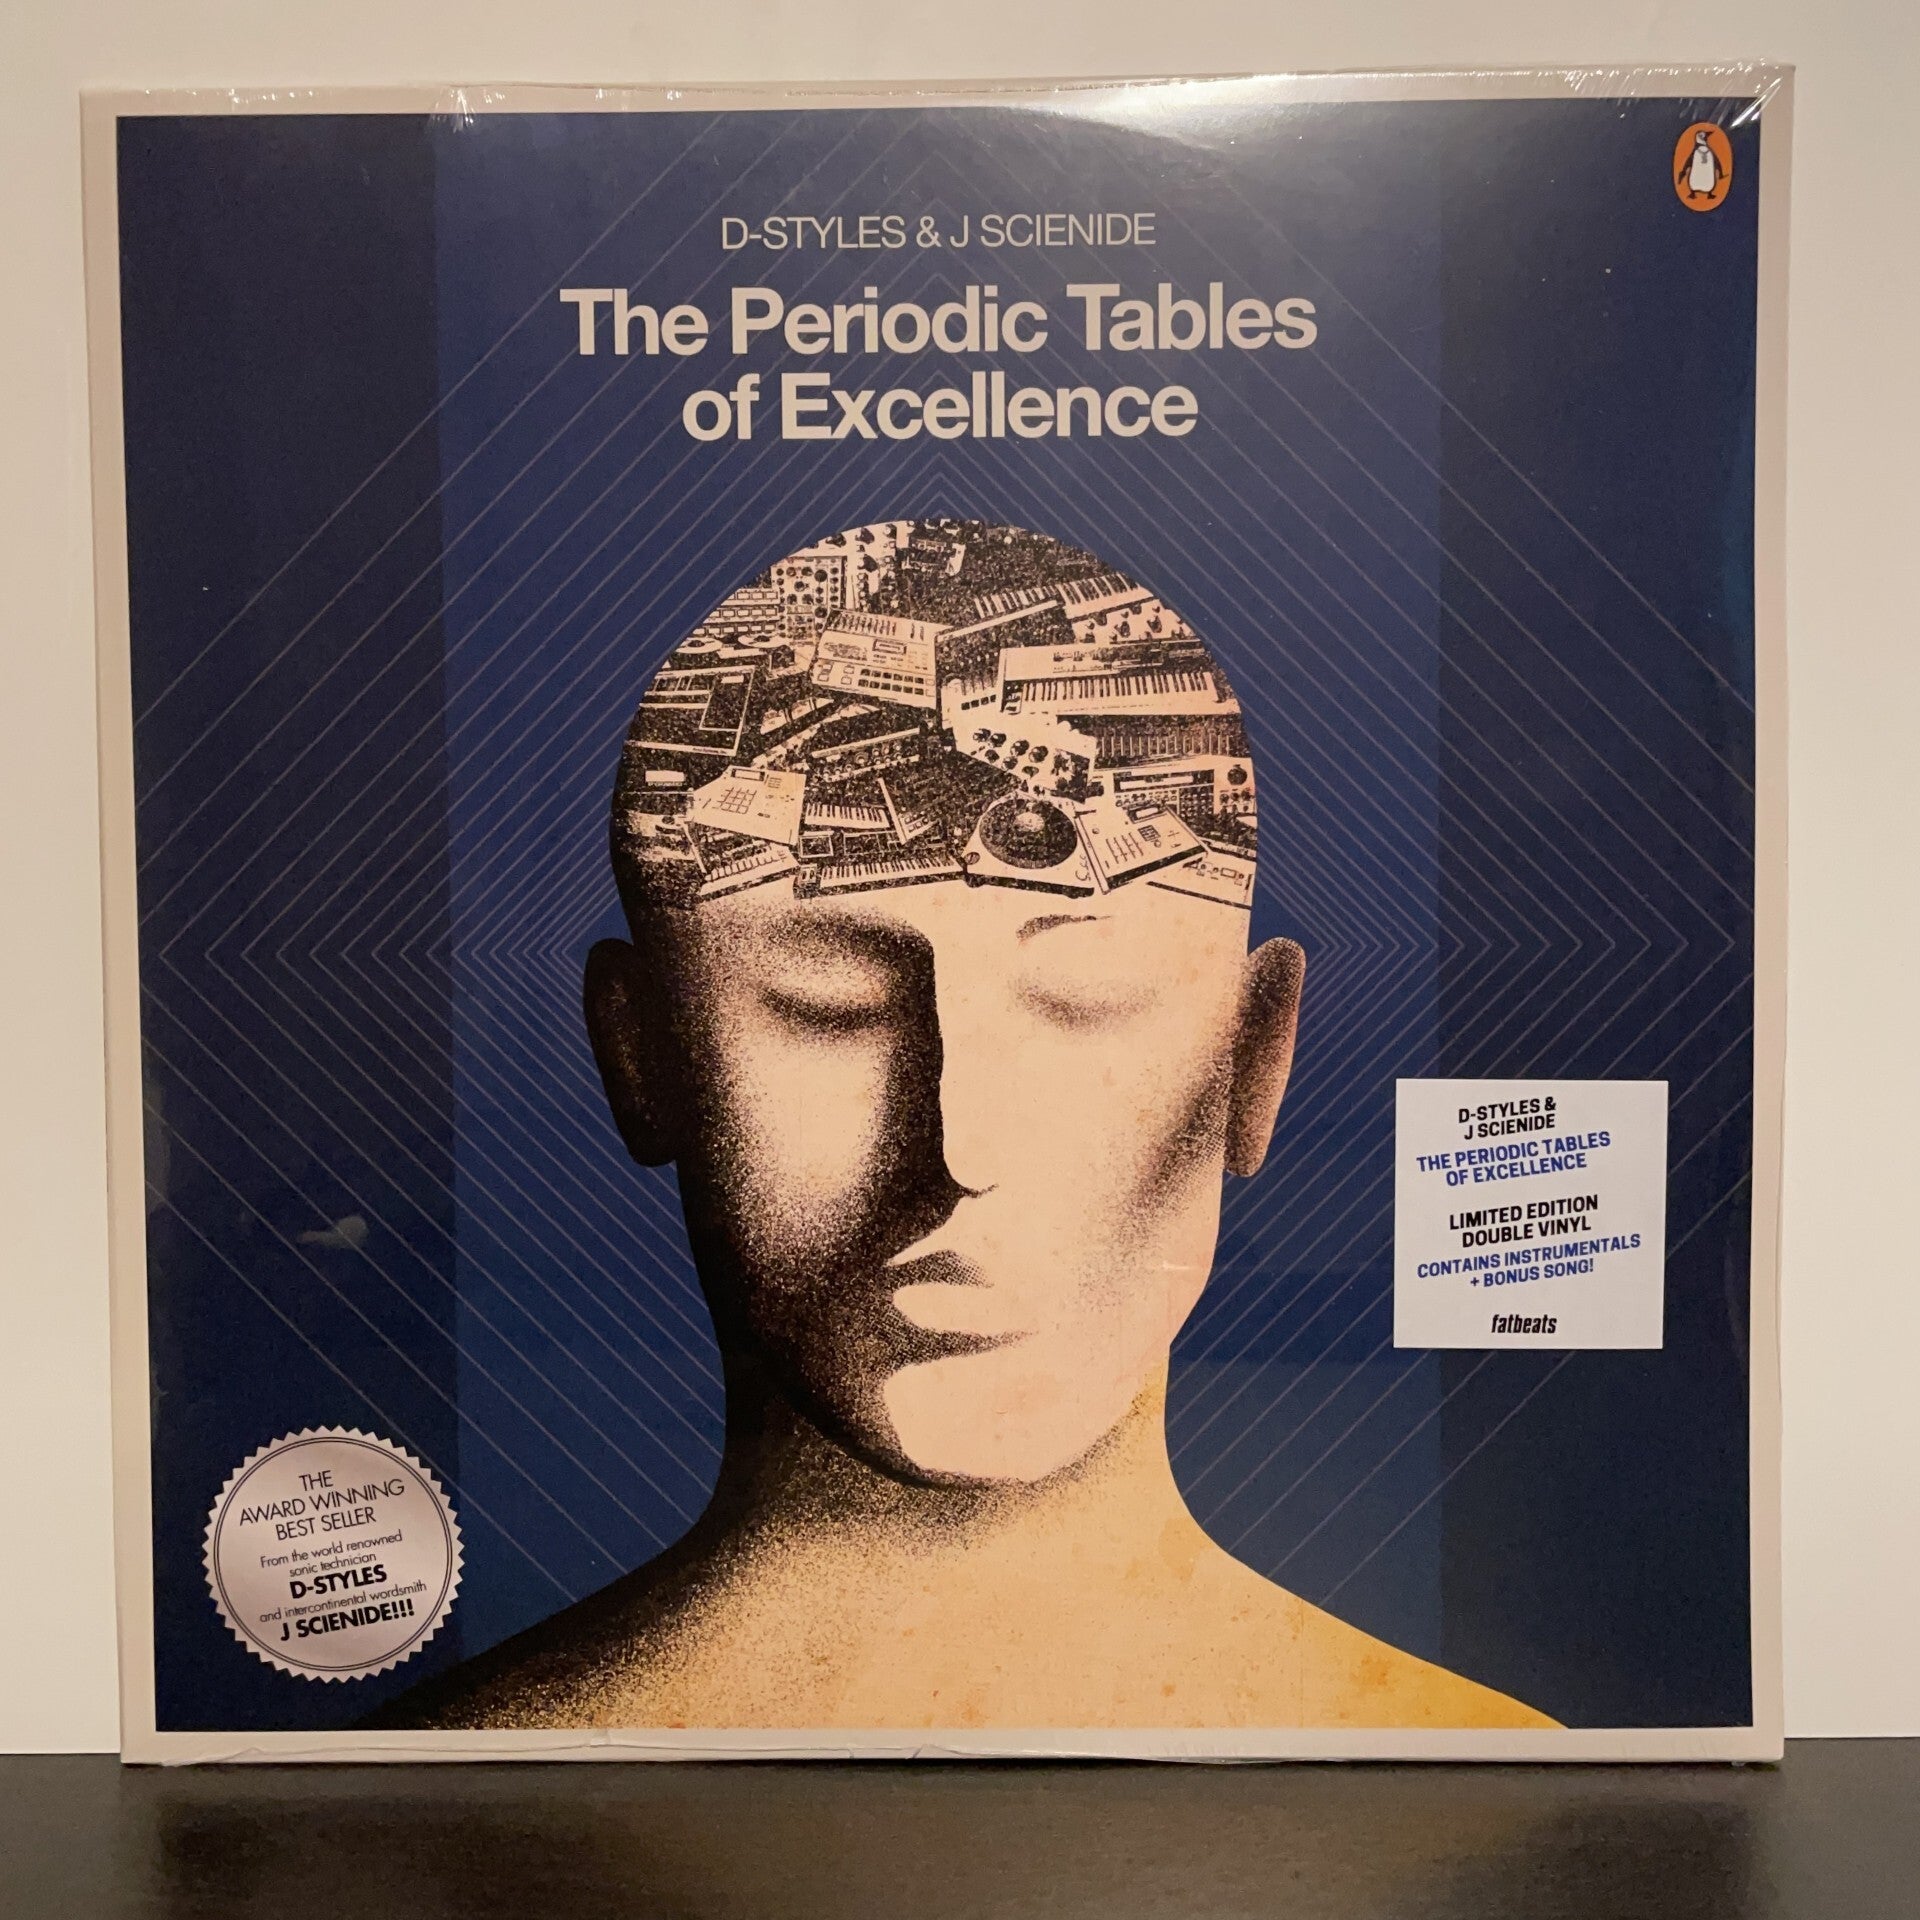 D-STYLES & J SCIENIDE
The Periodic Tables
of Excellence
D-STYLES &
J SCIENIDE
THE PERIODIC TABLES
OF EXCELLENCE
LIMITED EDITION
DOUBLE VINYL
CONTAINS INSTRUMENTALS
+ BONUS SONG!
fatbeats
THE
AWARD WINNING
BEST SELLER
From the world renowned
sonic technician
D-STYLES
and intercontinental wordsmith
J SCIENIDE!!!